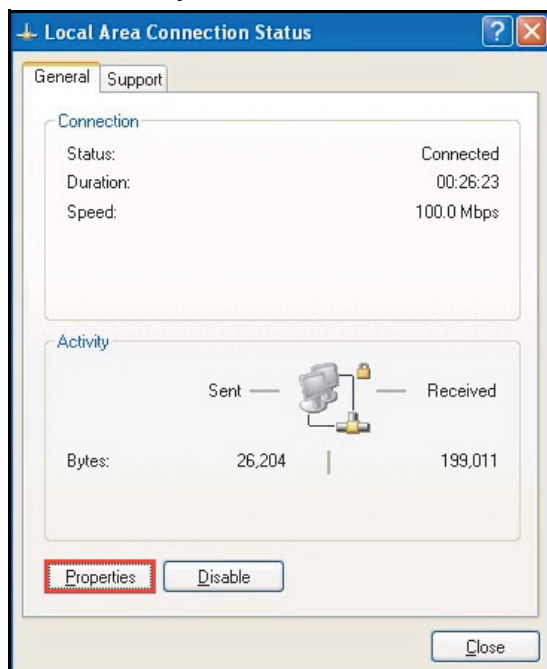 Local Area Connection Status
General Support
Connection
Status: Connected
Duration: 00:26:23
Speed: 100.0 Mbps
Activity
Sent — — Received
Bytes: 26,204 199,011
Properties Disable
Close